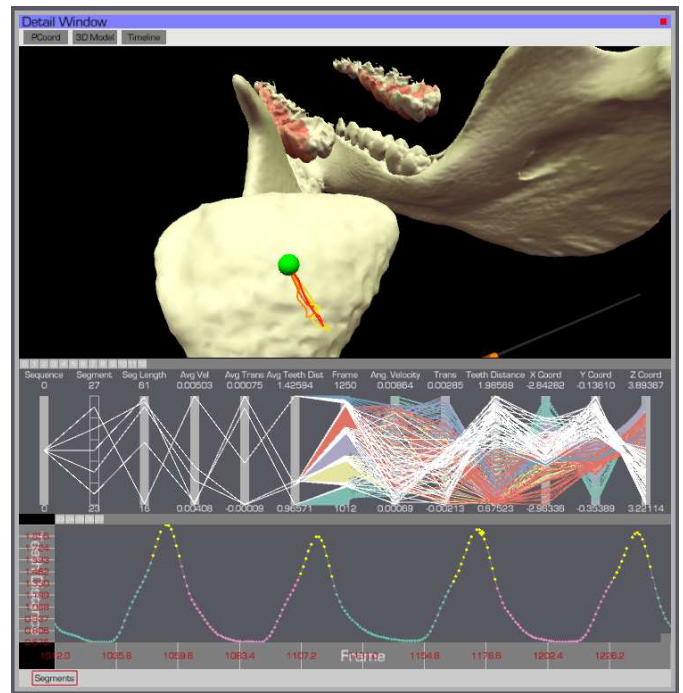 Detail Window
PCoord 3D Model Timeline
Sequence Segment Seg Length Avg Vel Avg Trans Avg Teeth Dist Frame Ang. Velocity Trans Teeth Distance X Coord Y Coord Z Coord
0 27 61 0.00503 0.00075 1.42594 1250 0.00864 0.00285 1.98569 -2.84282 -0.13610 3.89367
0 23 16 0.00408 -0.00009 0.96571 1012 0.00069 -0.00213 0.67523 -2.96336 -0.35389 3.22114
1035.8 1059.6 1083.4 1107.2 Frame 1154.8 1178.6 1202.4 1226.2
Segments